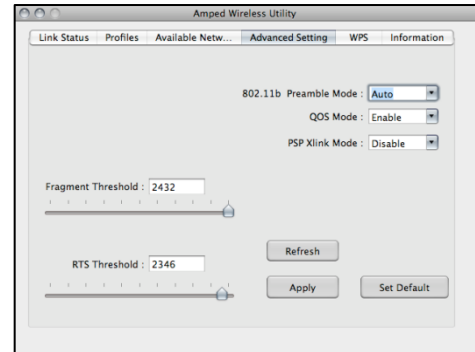 Amped Wireless Utility
Link Status Profiles Available Netw... Advanced Setting WPS Information
802.11b Preamble Mode : Auto
QOS Mode : Enable
PSP Xlink Mode : Disable
Fragment Threshold : 2432
Refresh
RTS Threshold : 2346
Apply Set Default